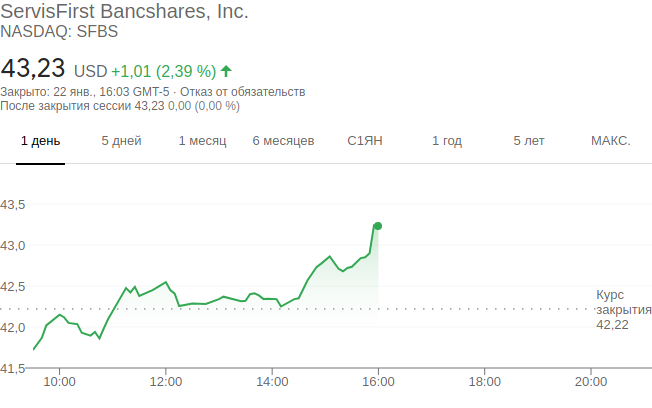 ServisFirst Bancshares, Inc.
NASDAQ: SFBS
43,23 USD +1,01 (2,39 %)
Закрыто: 22 янв., 16:03 GMT-5 · Отказ от обязательств
После закрытия сессии 43,23 0,00 (0,00 %)
1 день 5 дней 1 месяц 6 месяцев С1ЯН 1 год 5 лет МАКС.
43,5
43,0
42,5
Курс
закрытия
42,22
42,0
41,5
10:00 12:00 14:00 16:00 18:00 20:00